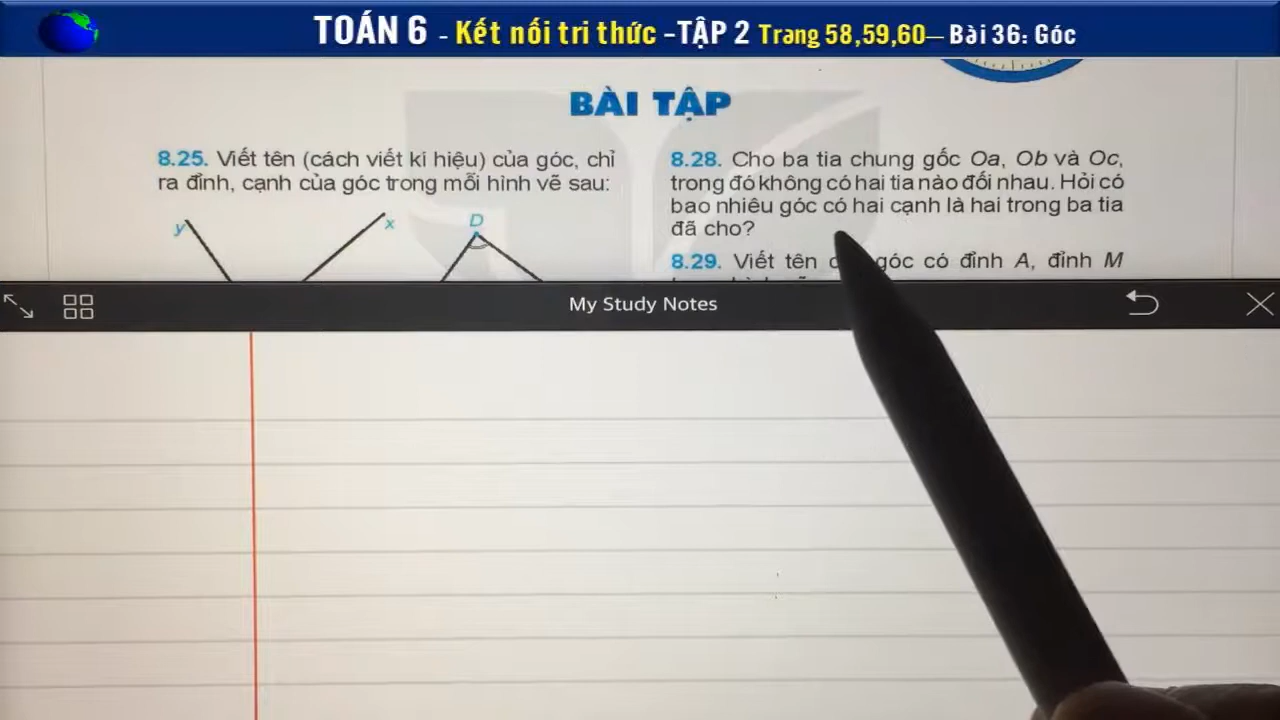 TOÁN 6 - Kết nối tri thức -TẬP 2 Trang 58,59,60— Bài 36: Góc
BÀI TẬP
8.25. Viết tên (cách viết kí hiệu) của góc, chỉ
ra đỉnh, cạnh của góc trong mỗi hình vẽ sau:
y
x
D
8.28. Cho ba tia chung gốc Oa, Ob và Oc,
trong đó không có hai tia nào đối nhau. Hỏi có
bao nhiêu góc có hai cạnh là hai trong ba tia
đã cho?
8.29. Viết tên góc có đỉnh A, đỉnh M
My Study Notes